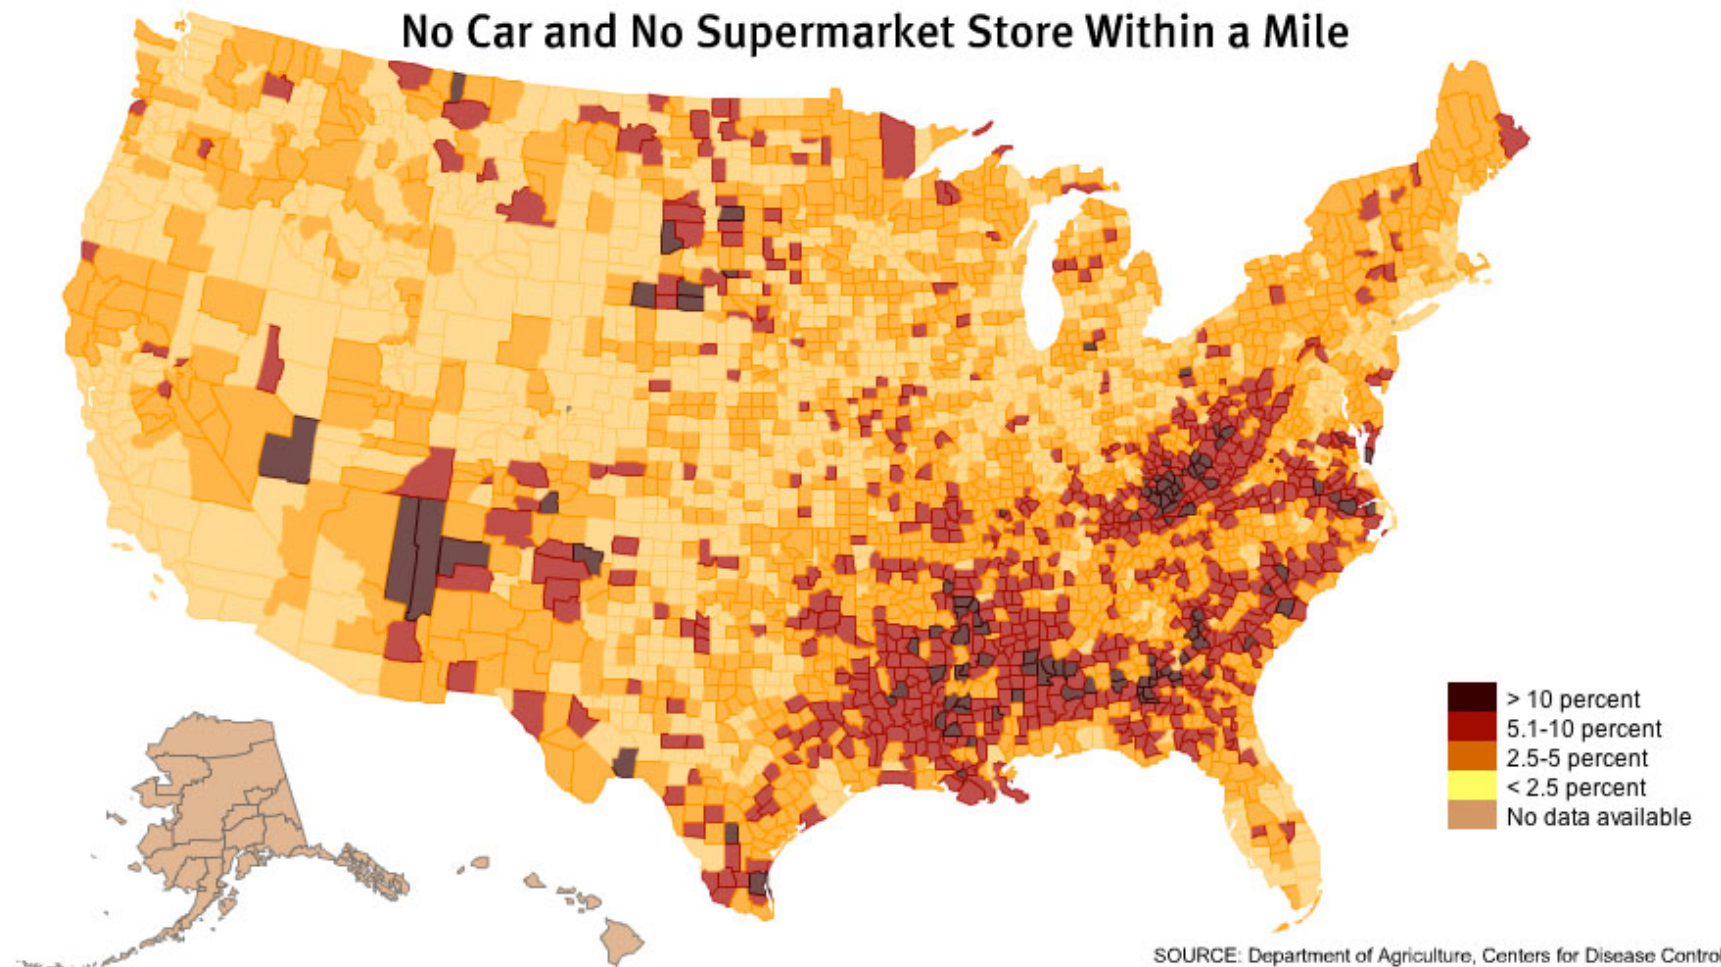 No Car and No Supermarket Store Within a Mile
> 10 percent
5.1-10 percent
2.5-5 percent
< 2.5 percent
No data available
SOURCE: Department of Agriculture, Centers for Disease Control